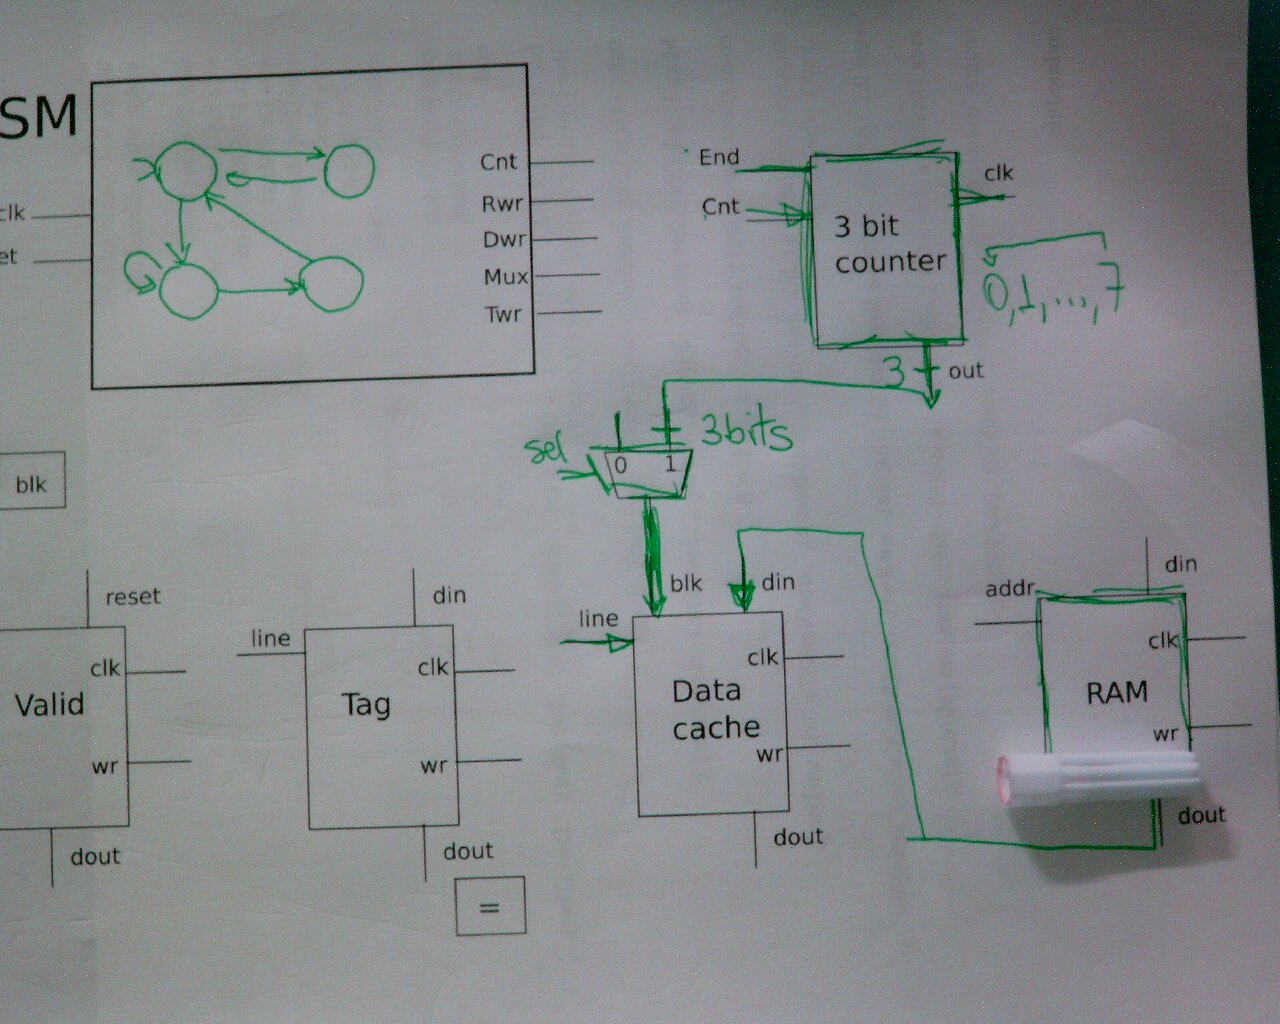 SM
clk
et
Cnt
Rwr
Dwr
Mux
Twr
End
Cnt
clk
3 bit
counter
0,1,...,7
3
out
sel
3bits
0 1
blk
reset
clk
Valid
wr
dout
din
line
clk
Tag
wr
dout
=
blk
din
line
clk
Data
cache
wr
dout
din
addr
clk
RAM
wr
dout